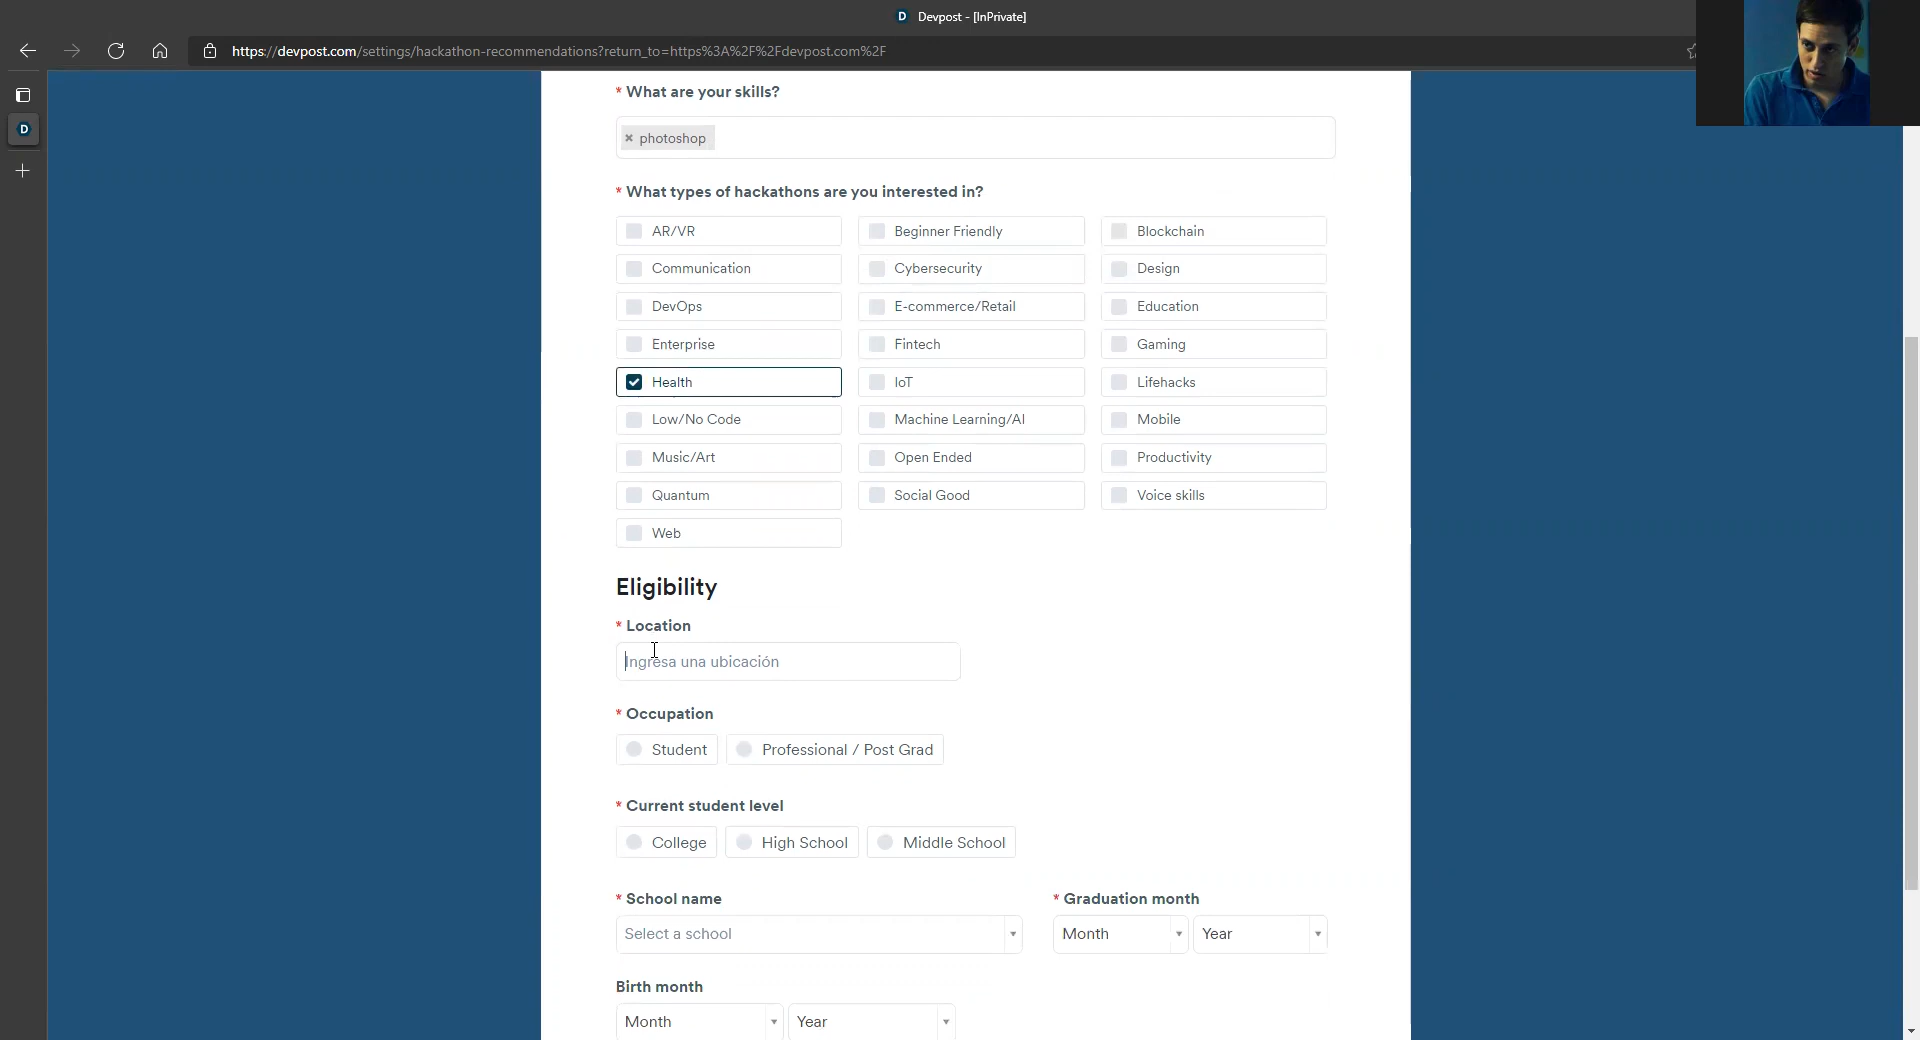 D Devpost - [InPrivate]
https://devpost.com/settings/hackathon-recommendations?return_to=https%3A%2F%2Fdevpost.com%2F
D
* What are your skills?
× photoshop
* What types of hackathons are you interested in?
AR/VR Beginner Friendly Blockchain
Communication Cybersecurity Design
DevOps E-commerce/Retail Education
Enterprise Fintech Gaming
Health IoT Lifehacks
Low/No Code Machine Learning/AI Mobile
Music/Art Open Ended Productivity
Quantum Social Good Voice skills
Web
Eligibility
* Location
Ingresa una ubicación
* Occupation
Student Professional / Post Grad
* Current student level
College High School Middle School
* School name * Graduation month
Select a school Month Year
Birth month
Month Year